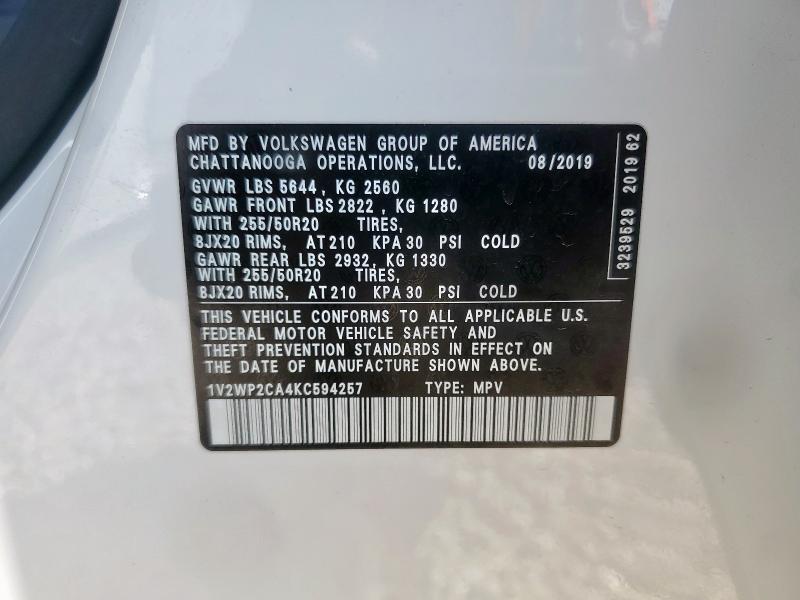 MFD BY VOLKSWAGEN GROUP OF AMERICA
CHATTANOOGA OPERATIONS, LLC. 08/2019
GVWR LBS 5644 , KG 2560
GAWR FRONT LBS 2822 , KG 1280
WITH 255/50R20 TIRES,
8JX20 RIMS, AT 210 KPA 30 PSI COLD
GAWR REAR LBS 2932, KG 1330
WITH 255/50R20 TIRES,
8JX20 RIMS, AT 210 KPA 30 PSI COLD
THIS VEHICLE CONFORMS TO ALL APPLICABLE U.S.
FEDERAL MOTOR VEHICLE SAFETY AND
THEFT PREVENTION STANDARDS IN EFFECT ON
THE DATE OF MANUFACTURE SHOWN ABOVE.
1V2WP2CA4KC594257 TYPE: MPV
3239529 2019 62